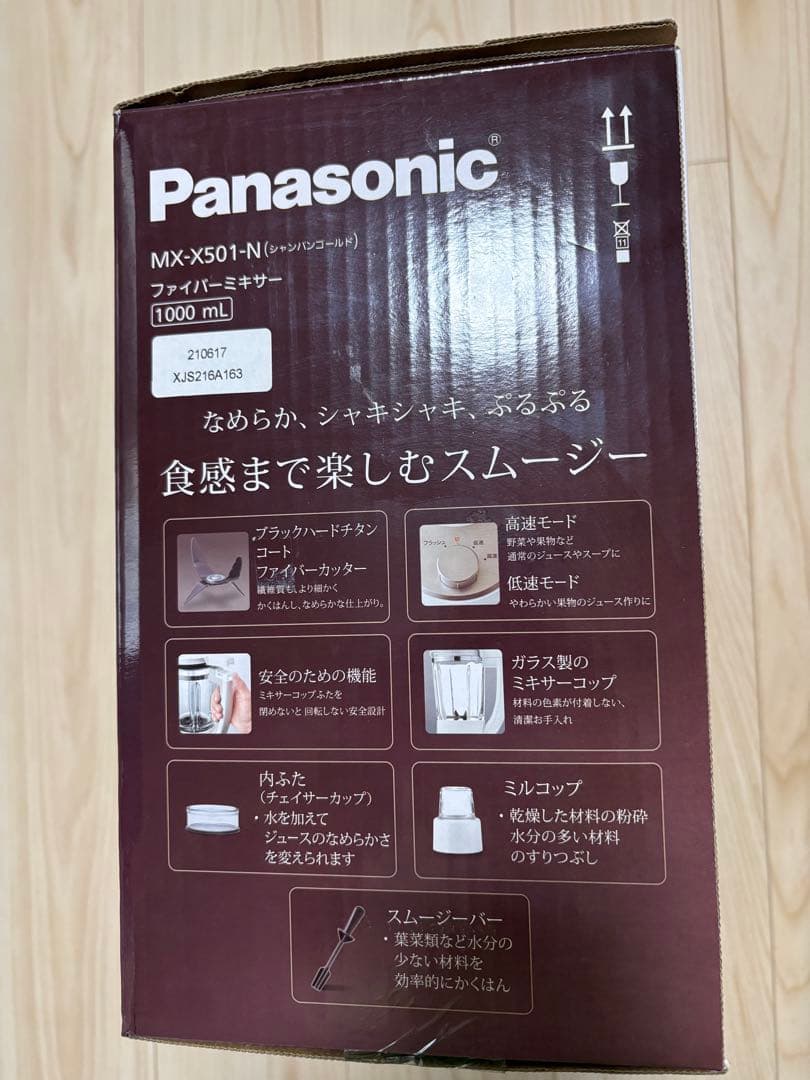 Panasonic®
MX-X501-N(シャンパンゴールド)
ファイバーミキサー
1000 mL
210617
XJS216A163
11
なめらか、シャキシャキ、ぷるぷる
食感まで楽しむスムージー
ブラックハードチタン
コート
ファイバーカッター
繊維質も、より細かく
かくはんし、なめらかな仕上がり。
フラッシュ 切 低速
高速
高速モード
野菜や果物など
通常のジュースやスープに
低速モード
やわらかい果物のジュース作りに
安全のための機能
ミキサーコップふたを
閉めないと回転しない安全設計
ガラス製の
ミキサーコップ
材料の色素が付着しない、
清潔お手入れ
内ふた
(チェイサーカップ)
・水を加えて
ジュースのなめらかさ
を変えられます
ミルコップ
・乾燥した材料の粉砕
水分の多い材料
のすりつぶし
スムージーバー
・葉菜類など水分の
少ない材料を
効率的にかくはん